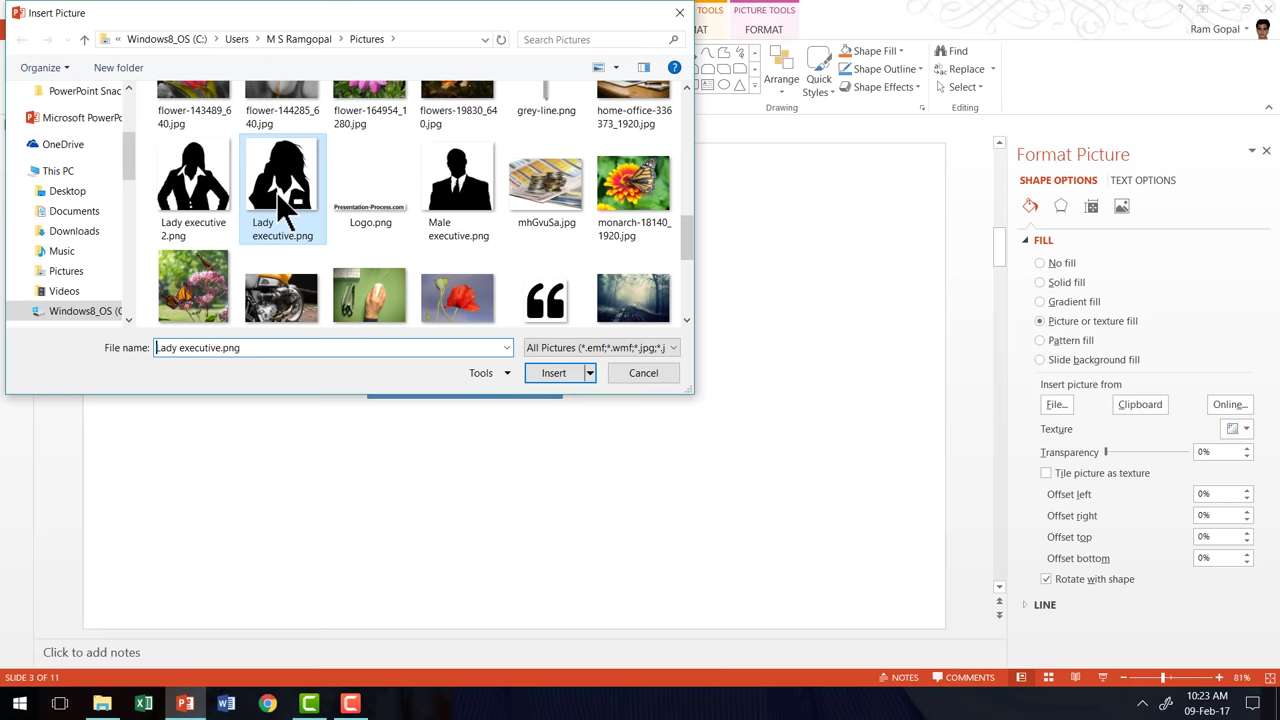 Insert Picture
« Windows8_OS (C:) › Users › M S Ramgopal › Pictures ›
Search Pictures
Organize
New folder
PowerPoint Snac
Microsoft PowerPo
OneDrive
This PC
Desktop
Documents
Downloads
Music
Pictures
Videos
Windows8_OS (C
flower-143489_6
40.jpg
flower-144285_6
40.jpg
flower-164954_1
280.jpg
flowers-19830_64
0.jpg
grey-line.png
home-office-336
373_1920.jpg
Lady executive
2.png
Lady
executive.png
Presentation-Process.com
Logo.png
Male
executive.png
mhGvuSa.jpg
monarch-18140_
1920.jpg
File name:
Lady executive.png
All Pictures (*.emf;*.wmf;*.jpg;*.j
Tools
Insert
Cancel
TOOLS
PICTURE TOOLS
FORMAT
Ram Gopal
Arrange
Quick
Styles
Shape Fill
Shape Outline
Shape Effects
Drawing
Find
Replace
Select
Editing
Format Picture
SHAPE OPTIONS
TEXT OPTIONS
FILL
No fill
Solid fill
Gradient fill
Picture or texture fill
Pattern fill
Slide background fill
Insert picture from
File...
Clipboard
Online...
Texture
Transparency
0%
Tile picture as texture
Offset left
0%
Offset right
0%
Offset top
0%
Offset bottom
0%
Rotate with shape
LINE
Click to add notes
SLIDE 3 OF 11
NOTES
COMMENTS
81%
10:23 AM
09-Feb-17